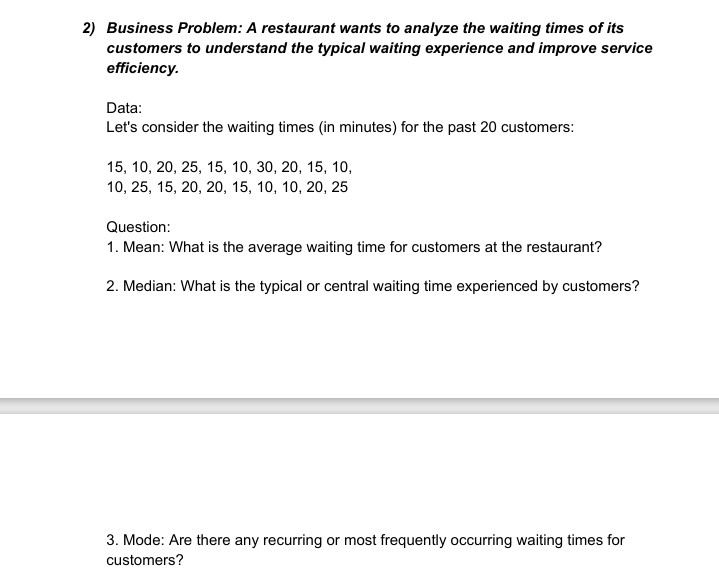 2) Business Problem: A restaurant wants to analyze the waiting times of its
customers to understand the typical waiting experience and improve service
efficiency.
Data:
Let's consider the waiting times (in minutes) for the past 20 customers:
15, 10, 20, 25, 15, 10, 30, 20, 15, 10,
10, 25, 15, 20, 20, 15, 10, 10, 20, 25
Question:
1. Mean: What is the average waiting time for customers at the restaurant?
2. Median: What is the typical or central waiting time experienced by customers?
3. Mode: Are there any recurring or most frequently occurring waiting times for
customers?